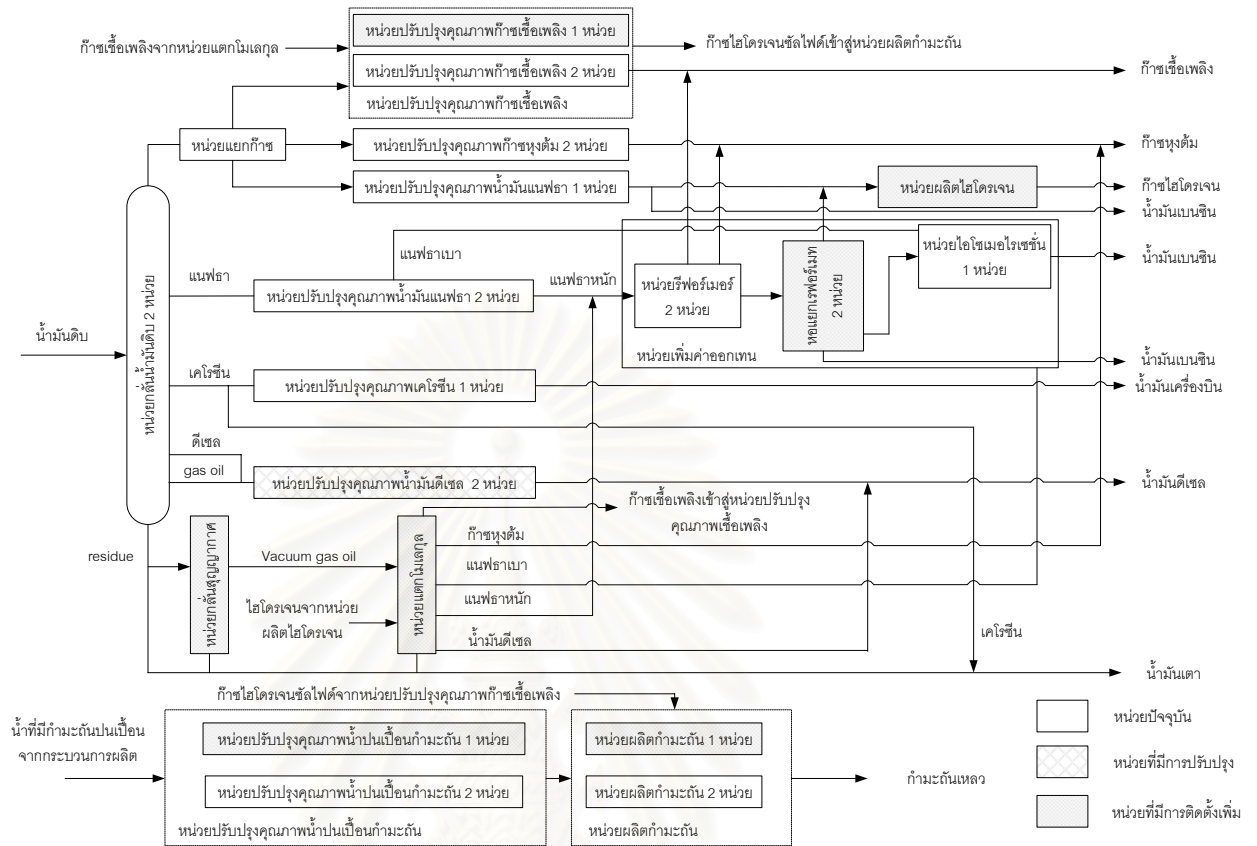 หน่วยปรับปรุงคุณภาพก๊าซเชื้อเพลิง 1 หน่วย
ก๊าซเชื้อเพลิงจากหน่วยแตกโมเลกุล
ก๊าซไฮโดรเจนซัลไฟด์เข้าสู่หน่วยผลิตกำมะถัน
หน่วยปรับปรุงคุณภาพก๊าซเชื้อเพลิง 2 หน่วย
ก๊าซเชื้อเพลิง
หน่วยปรับปรุงคุณภาพก๊าซเชื้อเพลิง
หน่วยแยกก๊าซ
หน่วยปรับปรุงคุณภาพก๊าซหุงต้ม 2 หน่วย
ก๊าซหุงต้ม
หน่วยปรับปรุงคุณภาพน้ำมันแนฟธา 1 หน่วย
หน่วยผลิตไฮโดรเจน
ก๊าซไฮโดรเจน
น้ำมันเบนซิน
หน่วยกลั่นน้ำมันดิบ 2 หน่วย
น้ำมันดิบ
แนฟธา
แนฟธาเบา
หน่วยปรับปรุงคุณภาพน้ำมันแนฟธา 2 หน่วย
แนฟธาหนัก
หน่วยรีฟอร์เมอร์
2 หน่วย
หอแยกเรฟอร์เมท
2 หน่วย
หน่วยไอโซเมอไรเซชั่น
1 หน่วย
น้ำมันเบนซิน
หน่วยเพิ่มค่าออกเทน
น้ำมันเบนซิน
เคโรซีน
หน่วยปรับปรุงคุณภาพเคโรซีน 1 หน่วย
น้ำมันเครื่องบิน
ดีเซล
gas oil
หน่วยปรับปรุงคุณภาพน้ำมันดีเซล 2 หน่วย
น้ำมันดีเซล
ก๊าซเชื้อเพลิงเข้าสู่หน่วยปรับปรุง
คุณภาพเชื้อเพลิง
residue
หน่วยกลั่นสุญญากาศ
Vacuum gas oil
หน่วยแตกโมเลกุล
ก๊าซหุงต้ม
แนฟธาเบา
แนฟธาหนัก
ไฮโดรเจนจากหน่วย
ผลิตไฮโดรเจน
น้ำมันดีเซล
เคโรซีน
น้ำมันเตา
ก๊าซไฮโดรเจนซัลไฟด์จากหน่วยปรับปรุงคุณภาพก๊าซเชื้อเพลิง
น้ำที่มีกำมะถันปนเปื้อน
จากกระบวนการผลิต
หน่วยปรับปรุงคุณภาพน้ำปนเปื้อนกำมะถัน 1 หน่วย
หน่วยปรับปรุงคุณภาพน้ำปนเปื้อนกำมะถัน 2 หน่วย
หน่วยปรับปรุงคุณภาพน้ำปนเปื้อนกำมะถัน
หน่วยผลิตกำมะถัน 1 หน่วย
หน่วยผลิตกำมะถัน 2 หน่วย
หน่วยผลิตกำมะถัน
กำมะถันเหลว
หน่วยปัจจุบัน
หน่วยที่มีการปรับปรุง
หน่วยที่มีการติดตั้งเพิ่ม